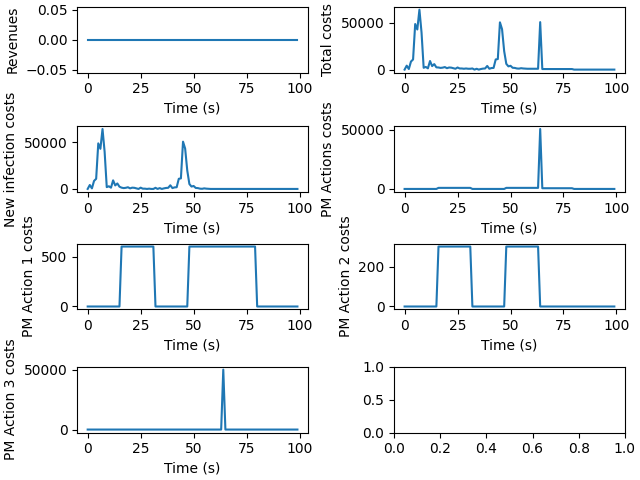 Revenues
0.05
0.00
−0.05
0 25 50 75 100
Time (s)
Total costs
50000
0
0 25 50 75 100
Time (s)
New infection costs
50000
0
0 25 50 75 100
Time (s)
PM Actions costs
50000
0
0 25 50 75 100
Time (s)
PM Action 1 costs
500
0
0 25 50 75 100
Time (s)
PM Action 2 costs
200
0
0 25 50 75 100
Time (s)
PM Action 3 costs
50000
0
0 25 50 75 100
Time (s)
1.0
0.5
0.0
0.0 0.2 0.4 0.6 0.8 1.0